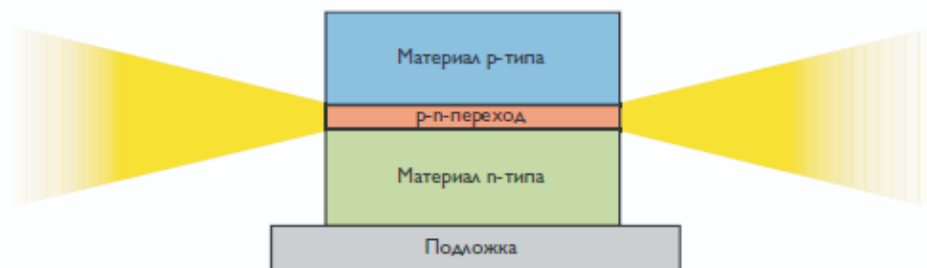 Материал p-типа
p-n-переход
Материал n-типа
Подложка